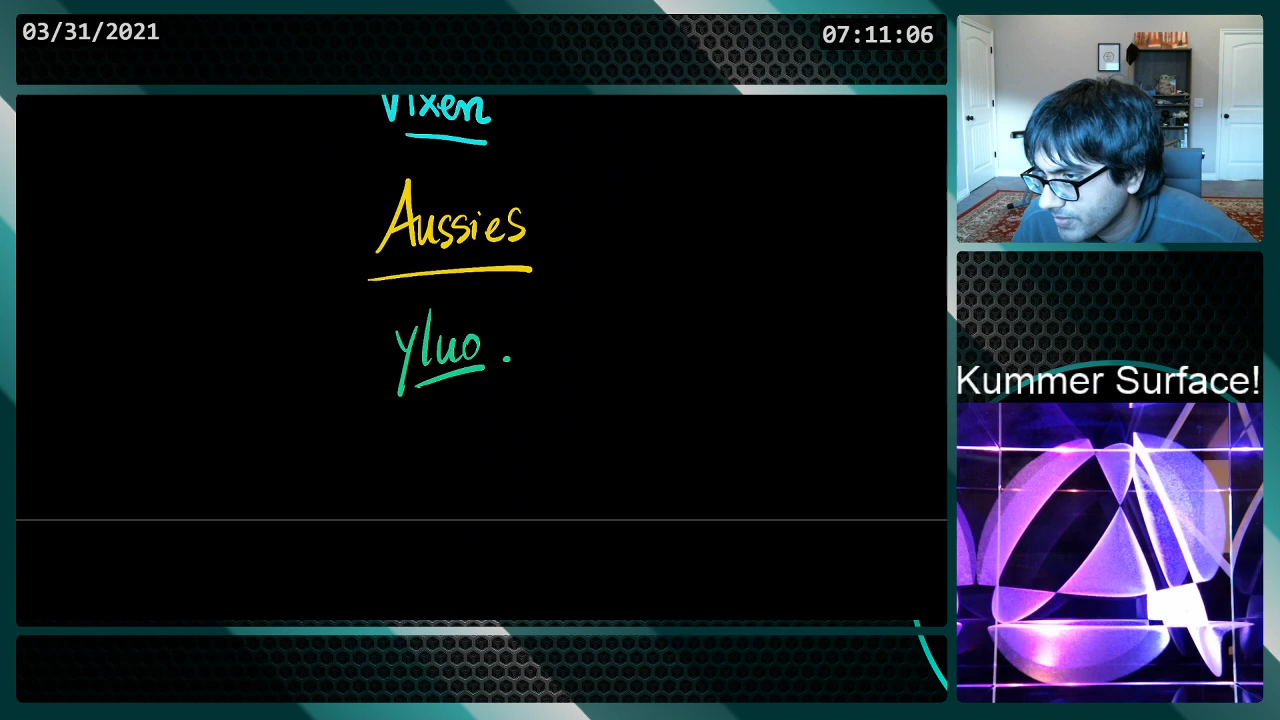 03/31/2021
07:11:06
Vixen
Aussies
yluo.
Kummer Surface!